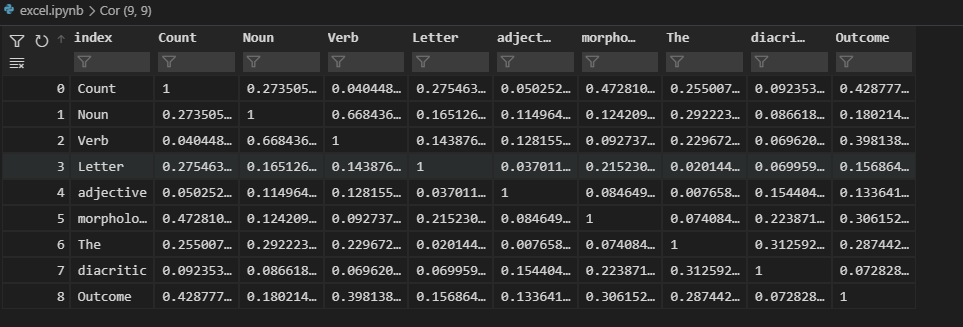 excel.ipynb > Cor (9, 9)
index Count Noun Verb Letter adject... morpho... The diacri... Outcome
0 Count 1 0.273505... 0.040448... 0.275463... 0.050252... 0.472810... 0.255007... 0.092353... 0.428777...
1 Noun 0.273505... 1 0.668436... 0.165126... 0.114964... 0.124209... 0.292223... 0.086618... 0.180214...
2 Verb 0.040448... 0.668436... 1 0.143876... 0.128155... 0.092737... 0.229672... 0.069620... 0.398138...
3 Letter 0.275463... 0.165126... 0.143876... 1 0.037011... 0.215230... 0.020144... 0.069959... 0.156864...
4 adjective 0.050252... 0.114964... 0.128155... 0.037011... 1 0.084649... 0.007658... 0.154404... 0.133641...
5 morpholo... 0.472810... 0.124209... 0.092737... 0.215230... 0.084649... 1 0.074084... 0.223871... 0.306152...
6 The 0.255007... 0.292223... 0.229672... 0.020144... 0.007658... 0.074084... 1 0.312592... 0.287442...
7 diacritic 0.092353... 0.086618... 0.069620... 0.069959... 0.154404... 0.223871... 0.312592... 1 0.072828...
8 Outcome 0.428777... 0.180214... 0.398138... 0.156864... 0.133641... 0.306152... 0.287442... 0.072828... 1